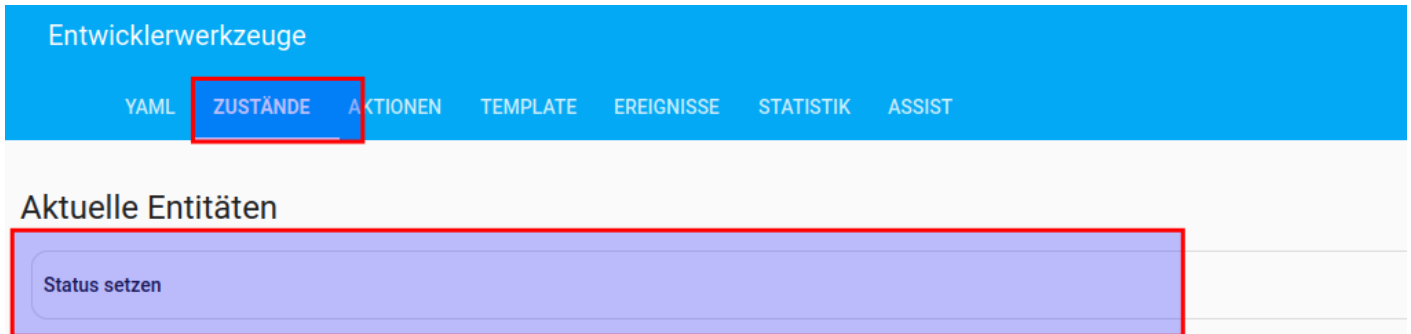 Entwicklerwerkzeuge
YAML ZUSTÄNDE AKTIONEN TEMPLATE EREIGNISSE STATISTIK ASSIST
Aktuelle Entitäten
Status setzen